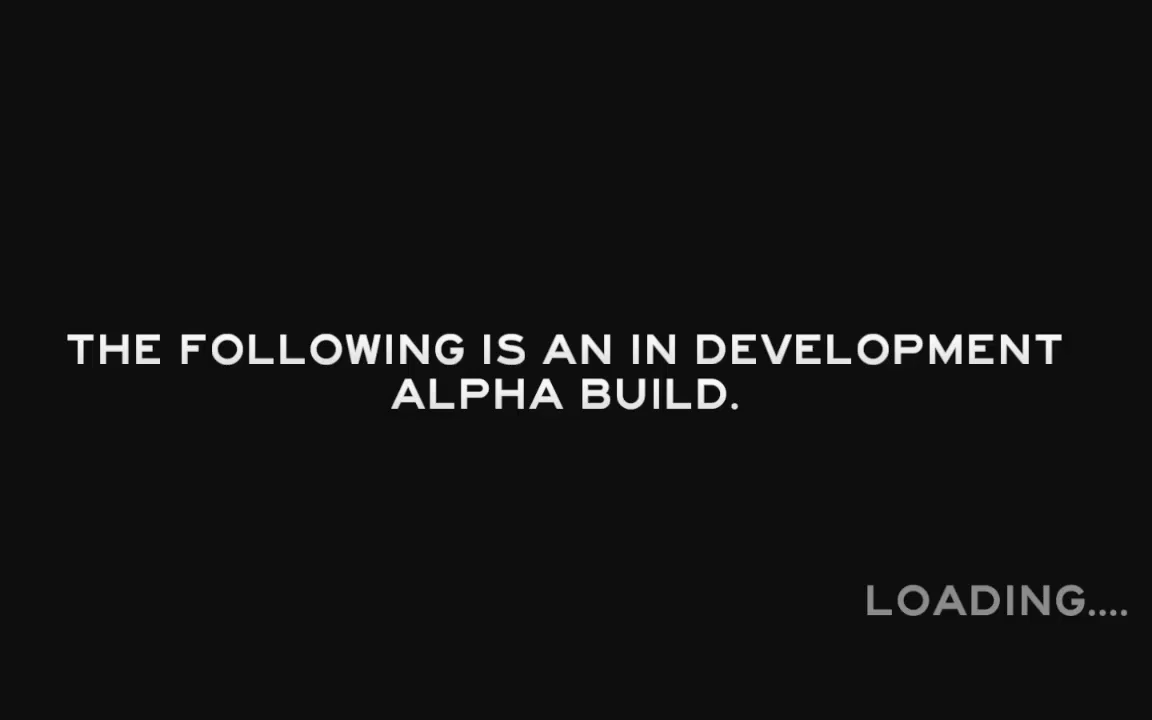 THE FOLLOWING IS AN IN DEVELOPMENT
ALPHA BUILD.
LOADING....